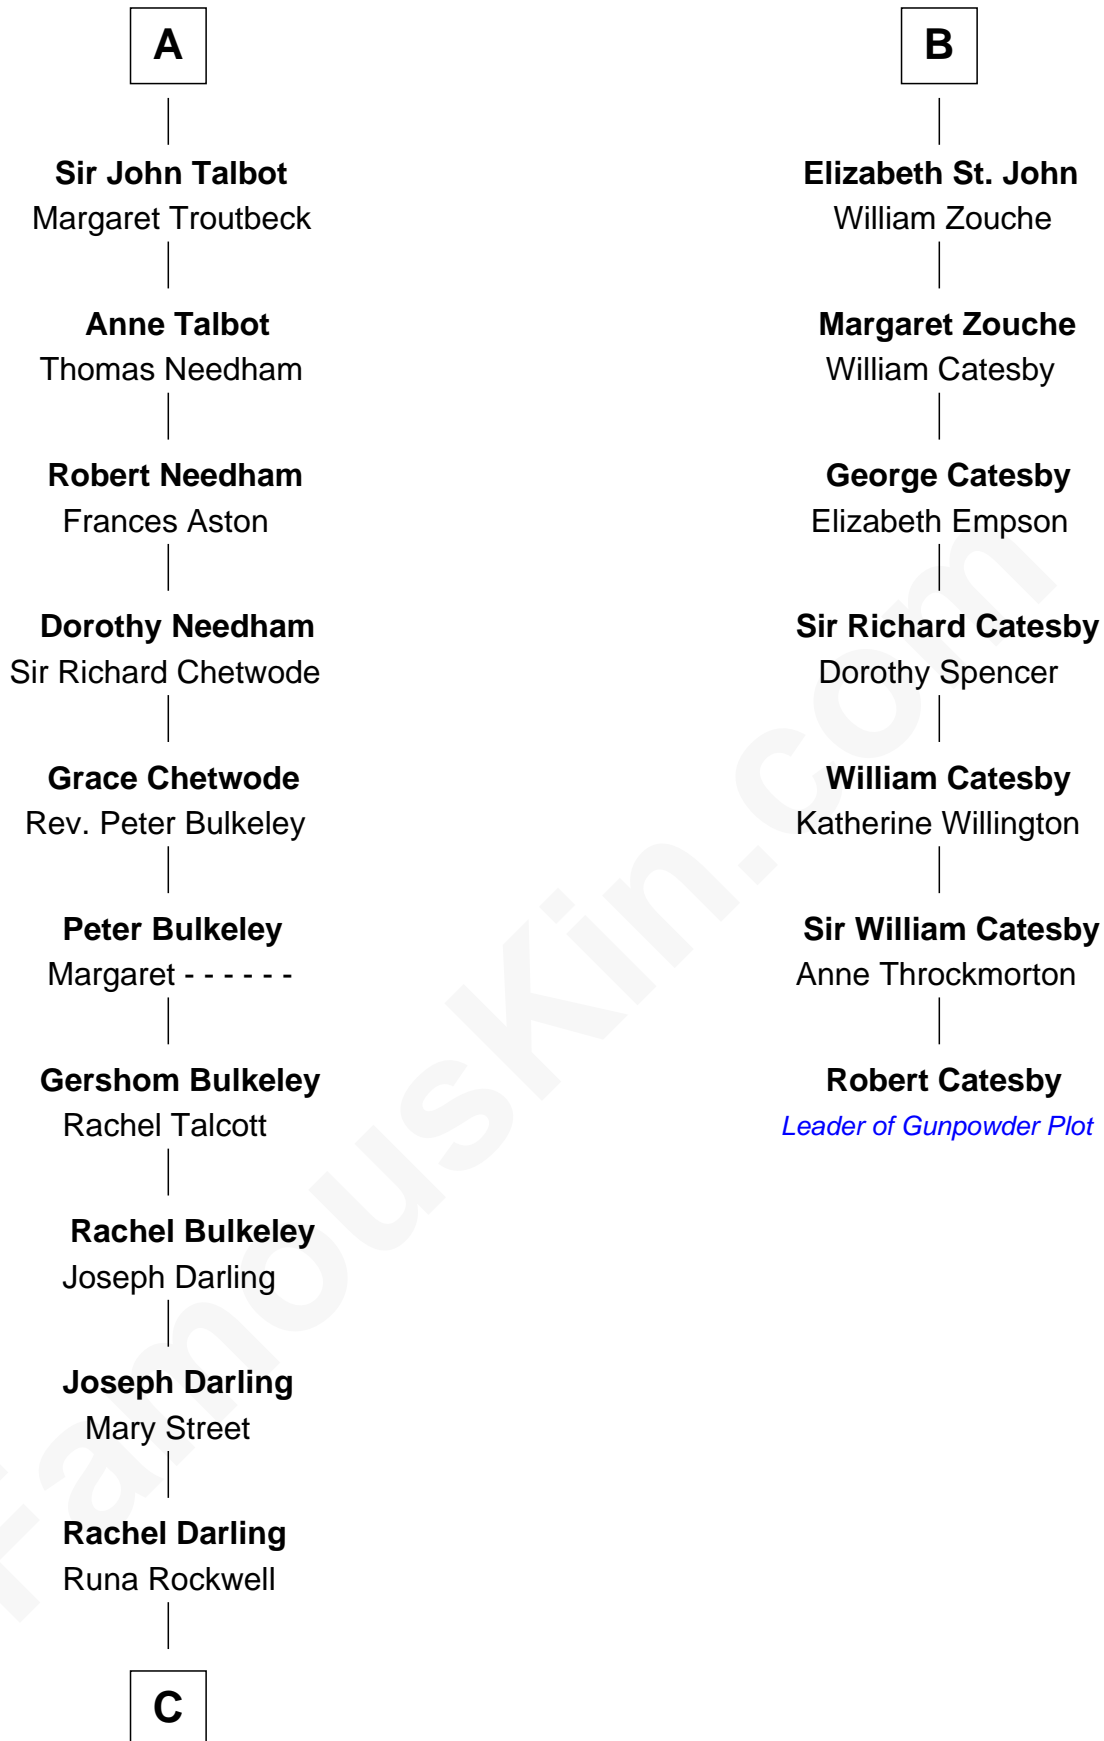 A
Sir John Talbot
Margaret Troutbeck
Anne Talbot
Thomas Needham
Robert Needham
Frances Aston
Dorothy Needham
Sir Richard Chetwode
Grace Chetwode
Rev. Peter Bulkeley
Peter Bulkeley
Margaret - - - - - -
Gershom Bulkeley
Rachel Talcott
Rachel Bulkeley
Joseph Darling
Joseph Darling
Mary Street
Rachel Darling
Runa Rockwell
C
B
Elizabeth St. John
William Zouche
Margaret Zouche
William Catesby
George Catesby
Elizabeth Empson
Sir Richard Catesby
Dorothy Spencer
William Catesby
Katherine Willington
Sir William Catesby
Anne Throckmorton
Robert Catesby
Leader of Gunpowder Plot
FamousKin.com